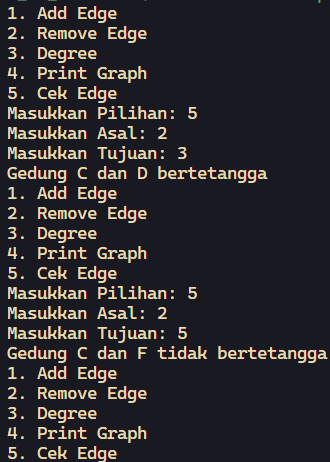 1. Add Edge
2. Remove Edge
3. Degree
4. Print Graph
5. Cek Edge
Masukkan Pilihan: 5
Masukkan Asal: 2
Masukkan Tujuan: 3
Gedung C dan D bertetangga
1. Add Edge
2. Remove Edge
3. Degree
4. Print Graph
5. Cek Edge
Masukkan Pilihan: 5
Masukkan Asal: 2
Masukkan Tujuan: 5
Gedung C dan F tidak bertetangga
1. Add Edge
2. Remove Edge
3. Degree
4. Print Graph
5. Cek Edge